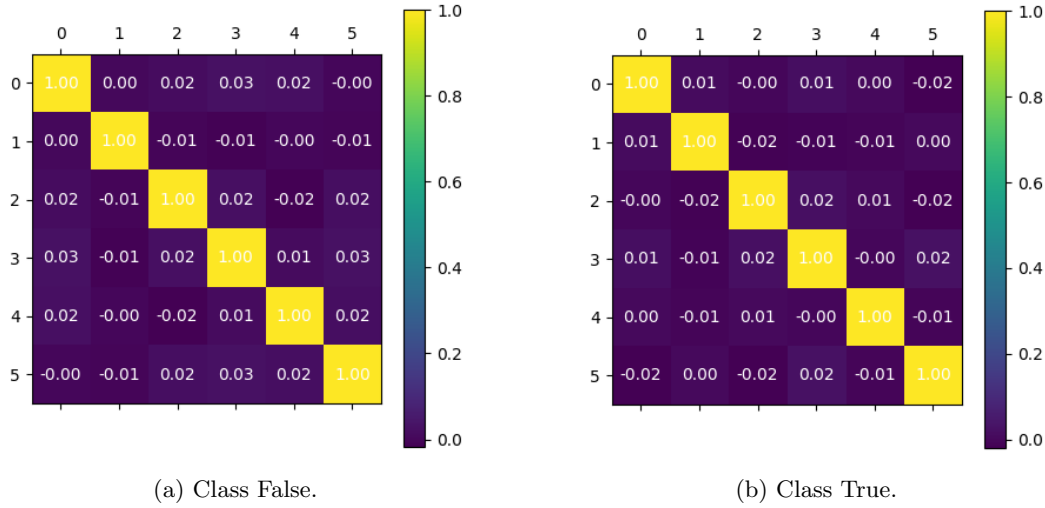 0 1 2 3 4 5
0 1.00 0.00 0.02 0.03 0.02 -0.00
1 0.00 1.00 -0.01 -0.01 -0.00 -0.01
2 0.02 -0.01 1.00 0.02 -0.02 0.02
3 0.03 -0.01 0.02 1.00 0.01 0.03
4 0.02 -0.00 -0.02 0.01 1.00 0.02
5 -0.00 -0.01 0.02 0.03 0.02 1.00
1.0
0.8
0.6
0.4
0.2
0.0
(a) Class False.
0 1 2 3 4 5
0 1.00 0.01 -0.00 0.01 0.00 -0.02
1 0.01 1.00 -0.02 -0.01 -0.01 0.00
2 -0.00 -0.02 1.00 0.02 0.01 -0.02
3 0.01 -0.01 0.02 1.00 -0.00 0.02
4 0.00 -0.01 0.01 -0.00 1.00 -0.01
5 -0.02 0.00 -0.02 0.02 -0.01 1.00
1.0
0.8
0.6
0.4
0.2
0.0
(b) Class True.